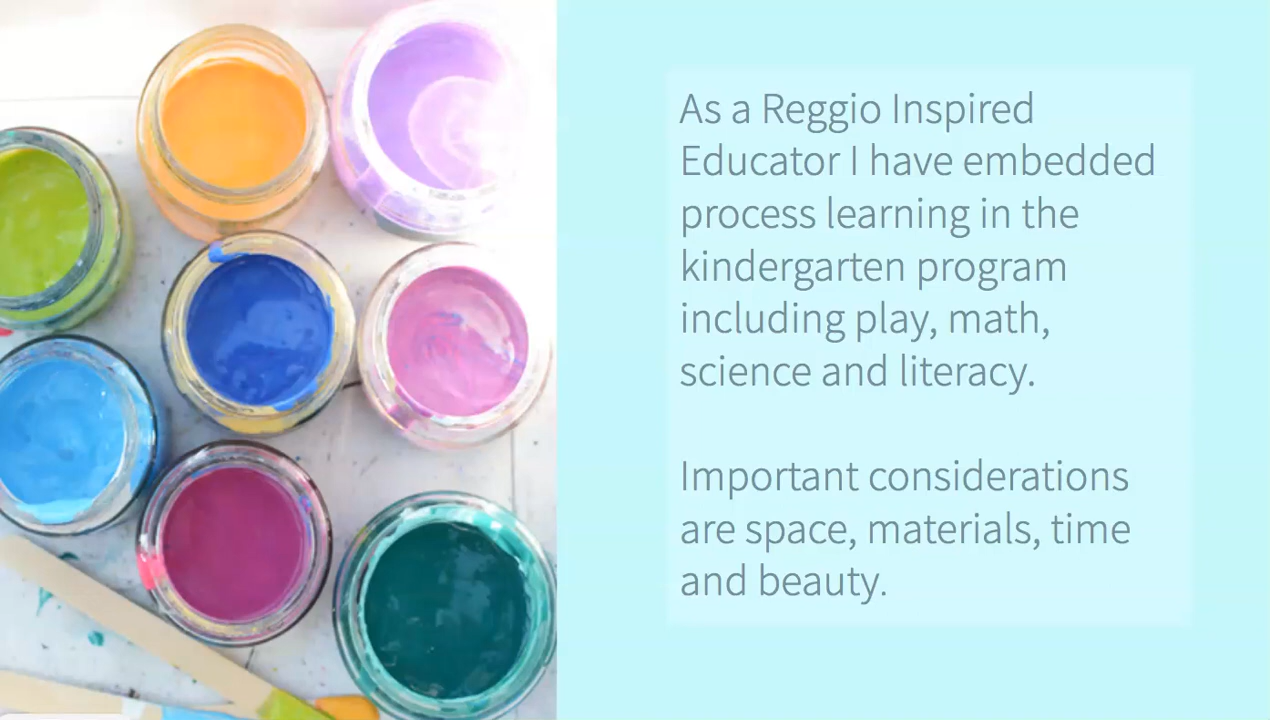 As a Reggio Inspired
Educator I have embedded
process learning in the
kindergarten program
including play, math,
science and literacy.
Important considerations
are space, materials, time
and beauty.